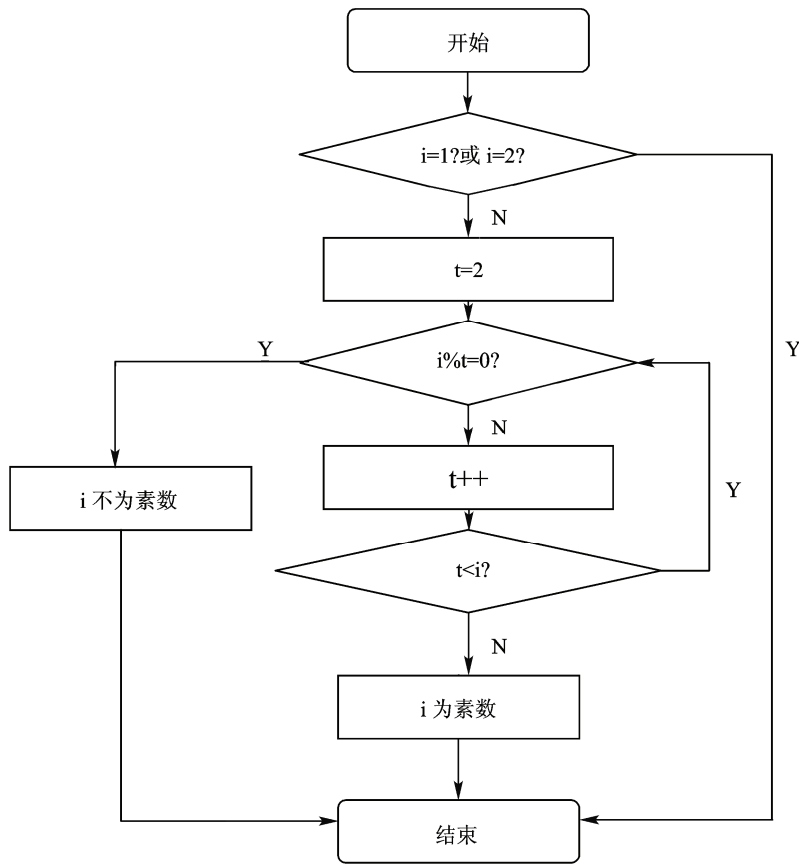 开始
i=1?或 i=2?
N
t=2
Y
i%t=0?
Y
N
t++
Y
i 不为素数
t<i?
N
i 为素数
结束